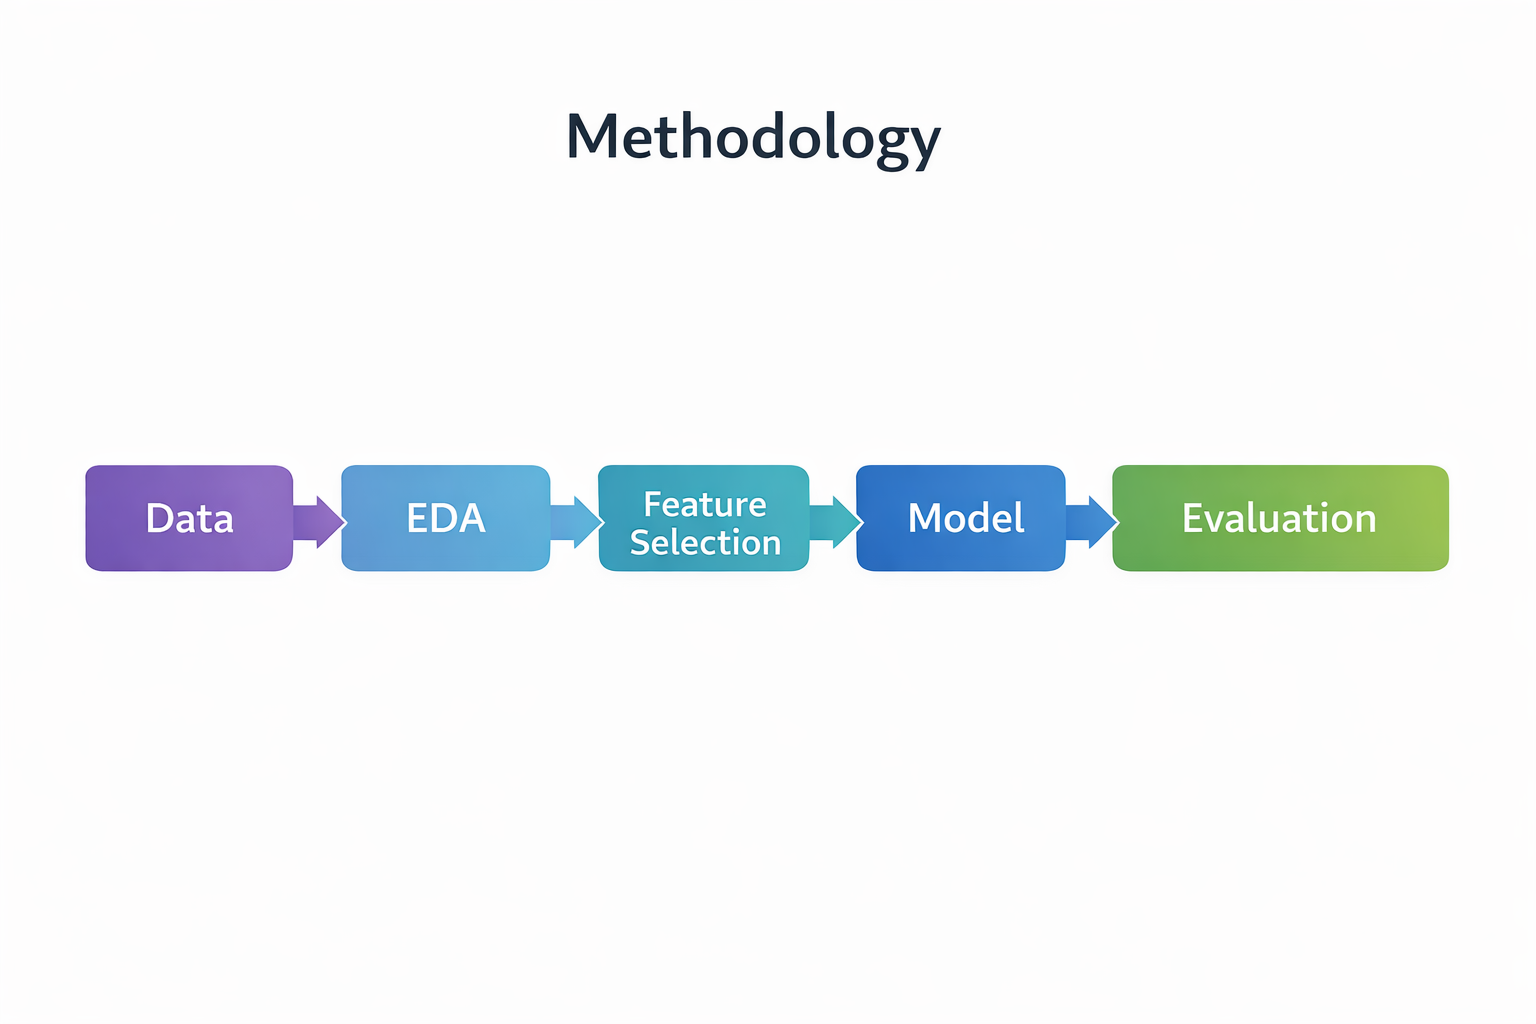 Methodology
Data
EDA
Feature
Selection
Model
Evaluation